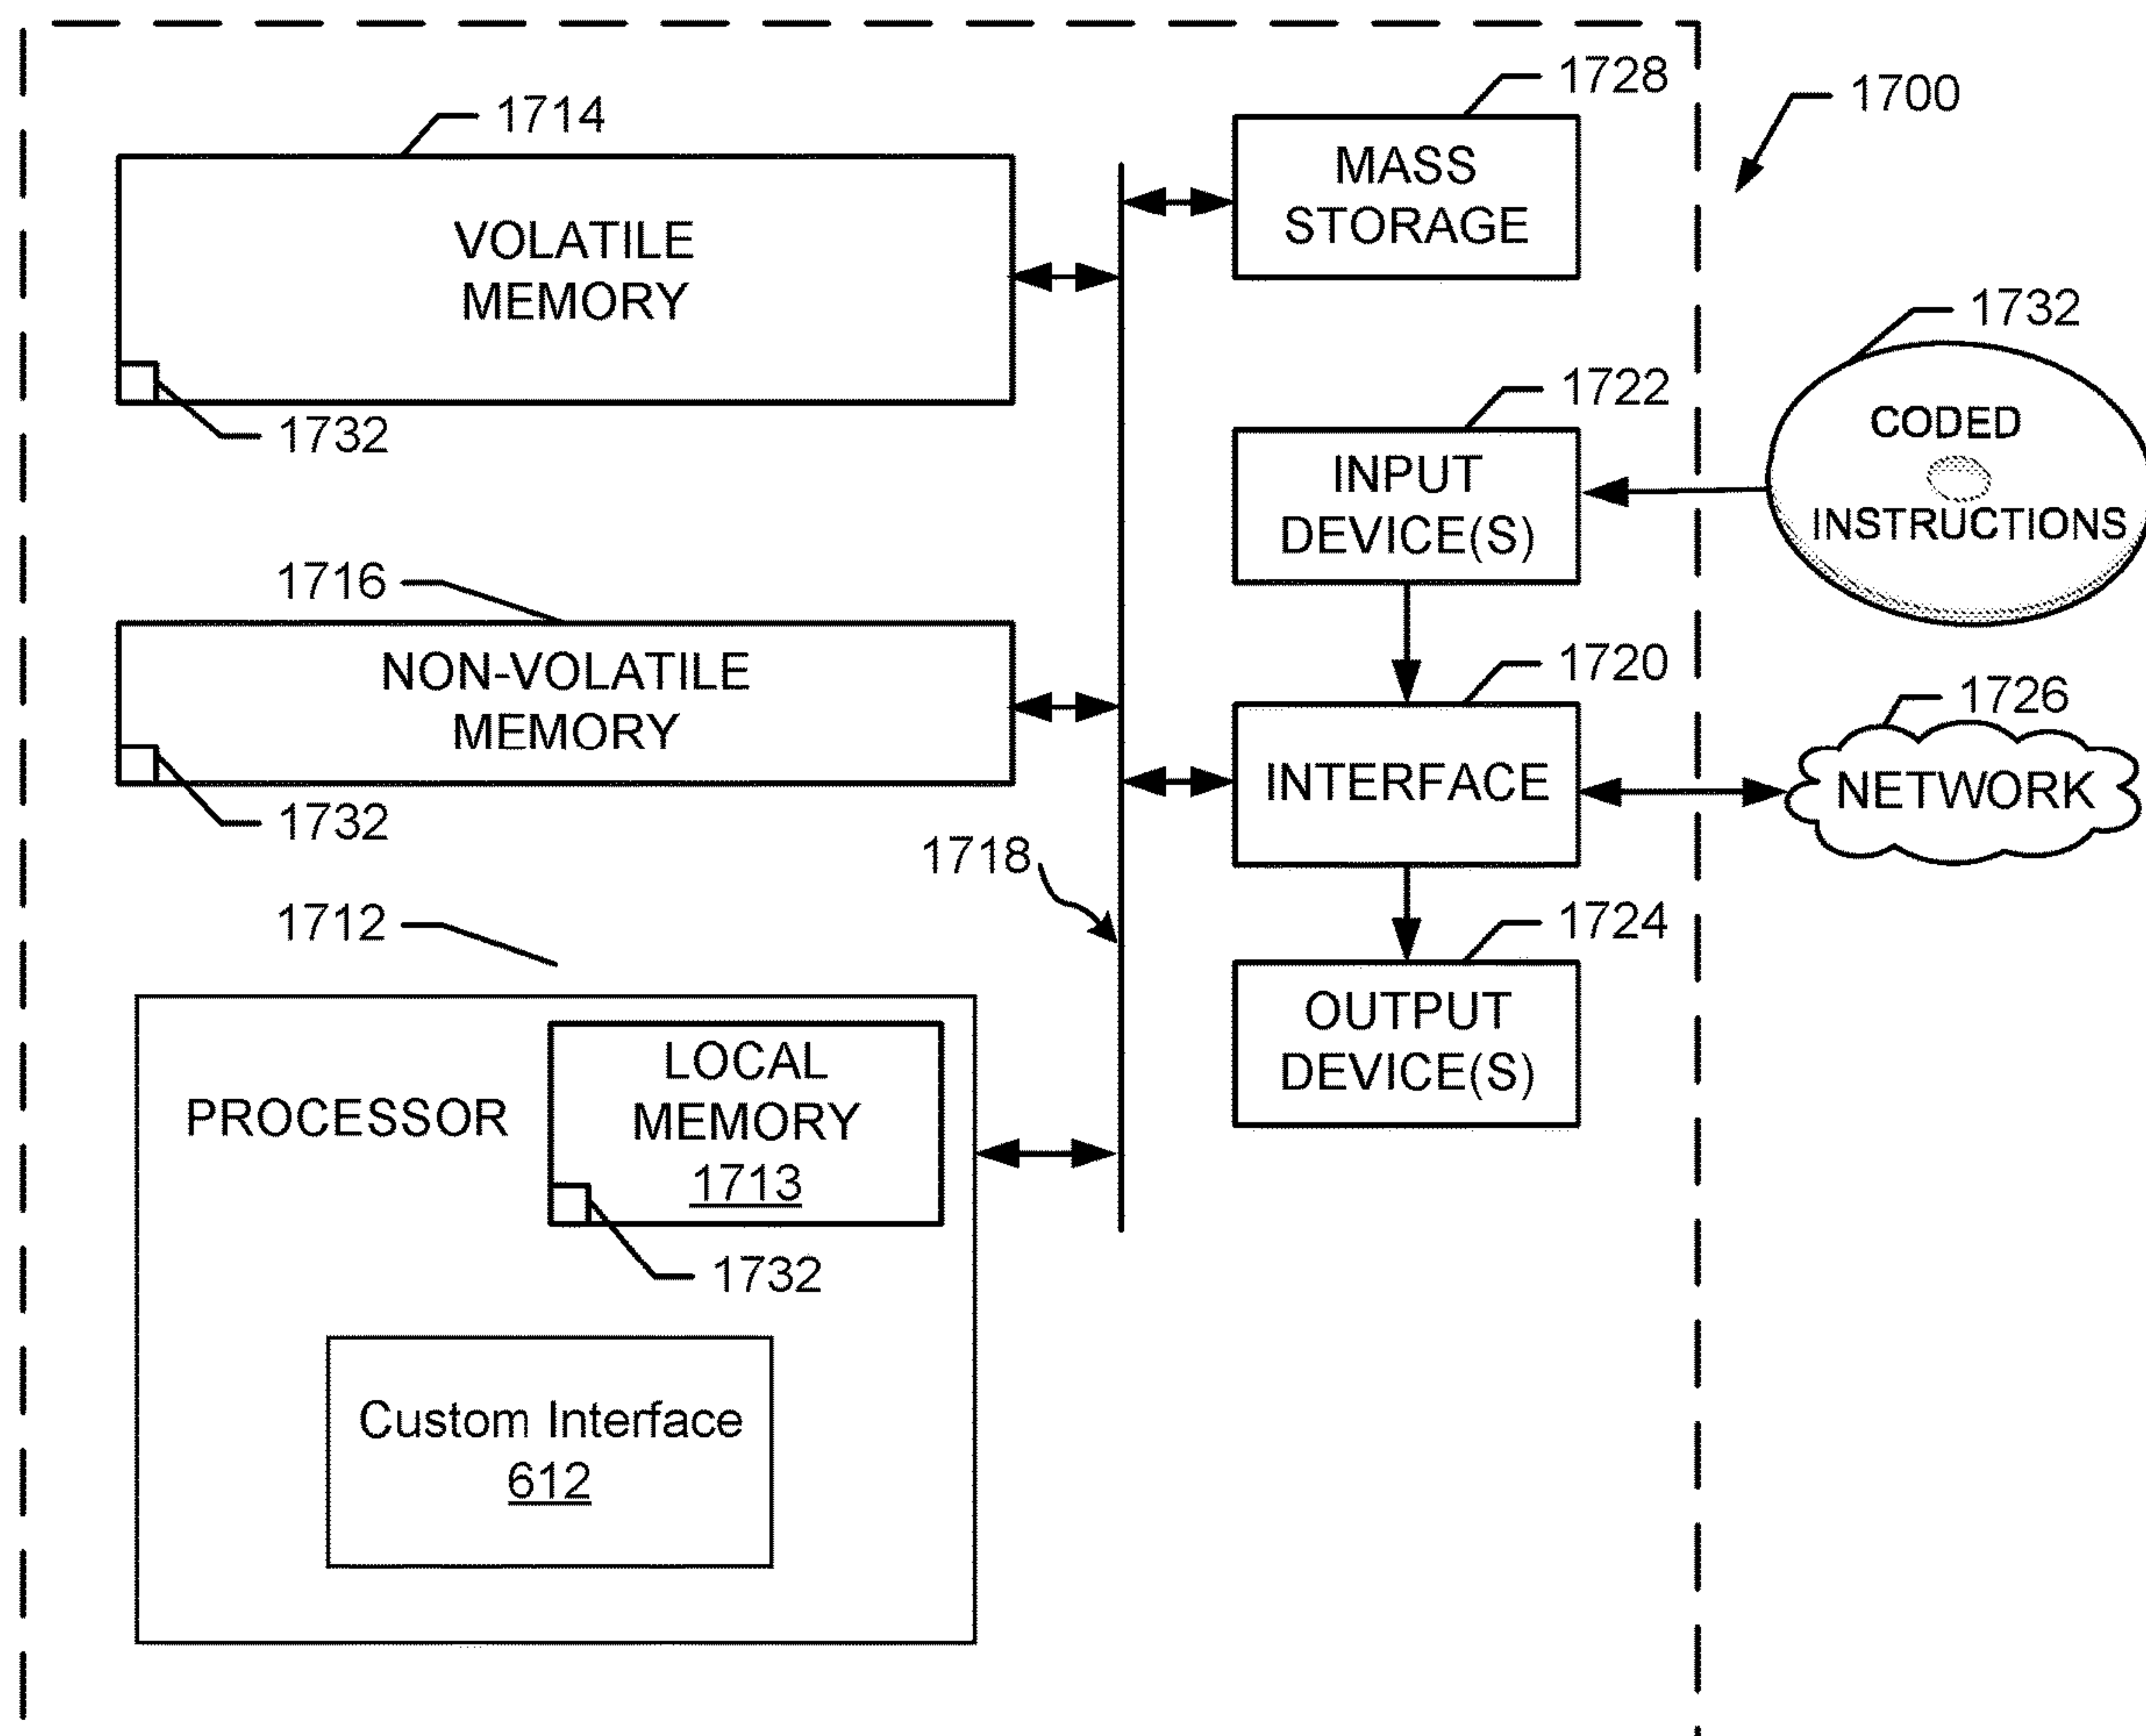 1728
1700
1714
MASS
STORAGE
VOLATILE
MEMORY
1732
1732
1722
CODED
INSTRUCTIONS
INPUT
DEVICE(S)
1716
1720
1726
NON-VOLATILE
MEMORY
INTERFACE
NETWORK
1732
1718
1712
1724
OUTPUT
DEVICE(S)
PROCESSOR
LOCAL
MEMORY
1713
1732
Custom Interface
612